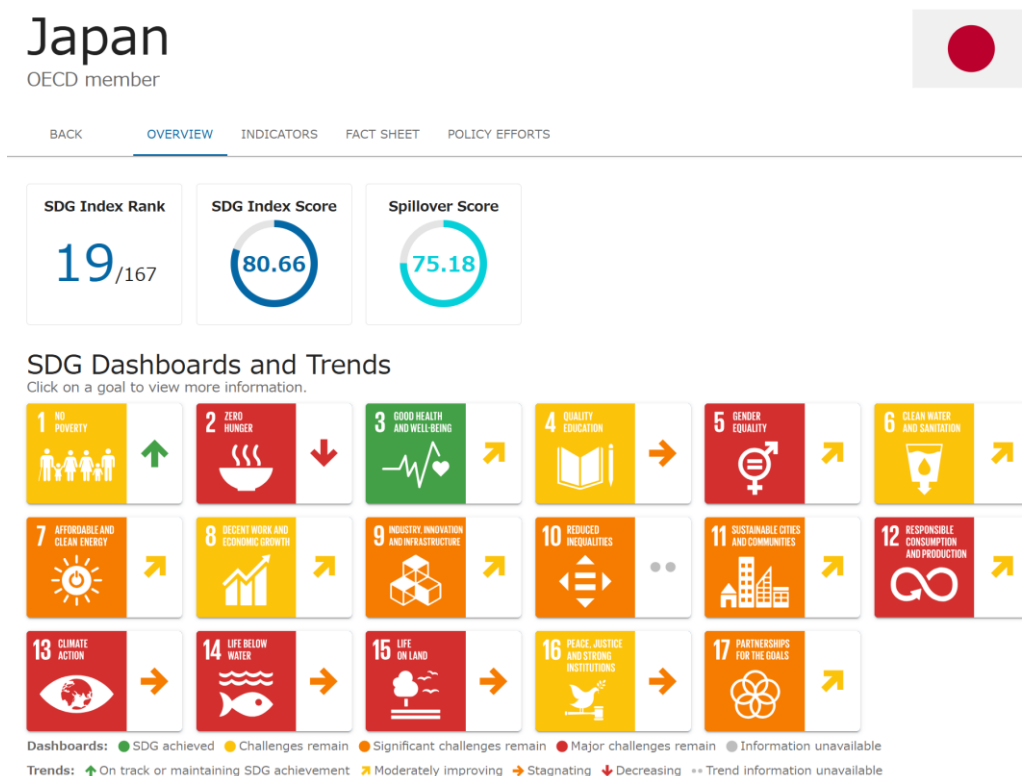 Japan
OECD member
BACK OVERVIEW INDICATORS FACT SHEET POLICY EFFORTS
SDG Index Rank
19/167
SDG Index Score
80.66
Spillover Score
75.18
SDG Dashboards and Trends
Click on a goal to view more information.
1 NO
POVERTY
2 ZERO
HUNGER
3 GOOD HEALTH
AND WELL-BEING
4 QUALITY
EDUCATION
5 GENDER
EQUALITY
6 CLEAN WATER
AND SANITATION
7 AFFORDABLE AND
CLEAN ENERGY
8 DECENT WORK AND
ECONOMIC GROWTH
9 INDUSTRY, INNOVATION
AND INFRASTRUCTURE
10 REDUCED
INEQUALITIES
11 SUSTAINABLE CITIES
AND COMMUNITIES
12 RESPONSIBLE
CONSUMPTION
AND PRODUCTION
13 CLIMATE
ACTION
14 LIFE BELOW
WATER
15 LIFE
ON LAND
16 PEACE, JUSTICE
AND STRONG
INSTITUTIONS
17 PARTNERSHIPS
FOR THE GOALS
Dashboards: SDG achieved Challenges remain Significant challenges remain Major challenges remain Information unavailable
Trends: On track or maintaining SDG achievement Moderately improving Stagnating Decreasing Trend information unavailable